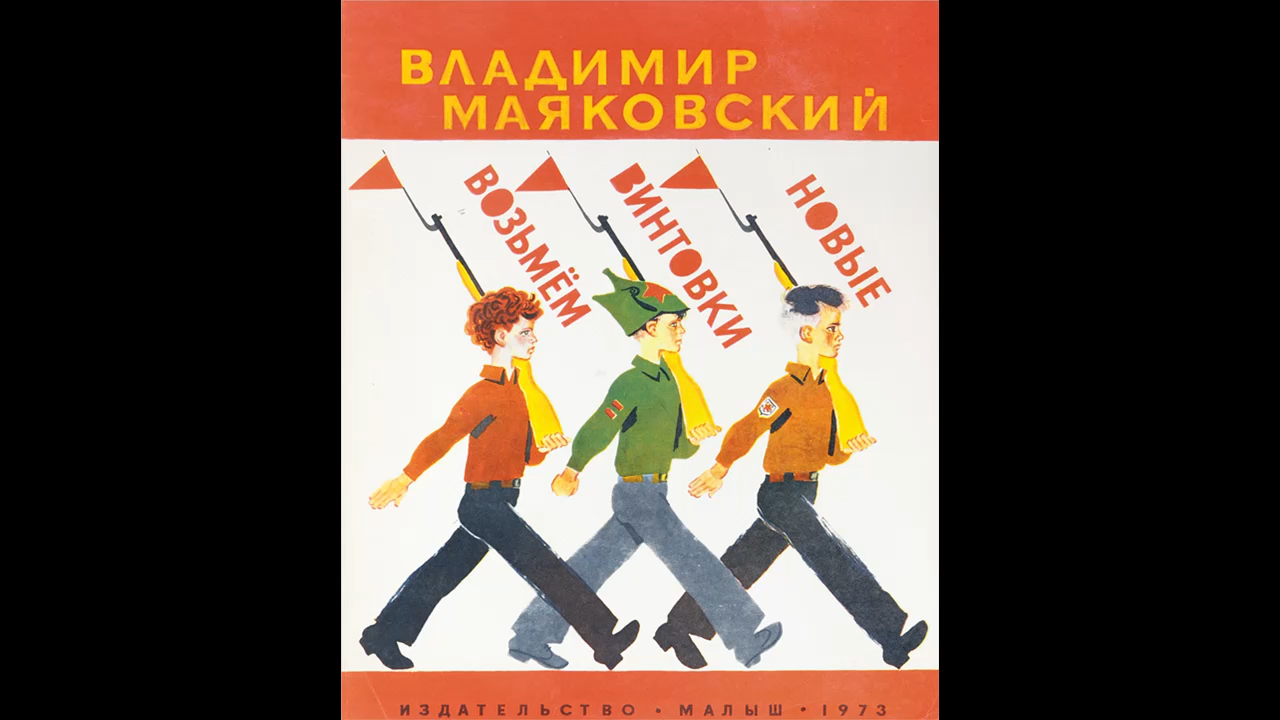 ВЛАДИМИР
МАЯКОВСКИЙ
ВОЗЬМЁМ
ВИНТОВКИ
НОВЫЕ
ИЗДАТЕЛЬСТВО • МАЛЫШ • 1973